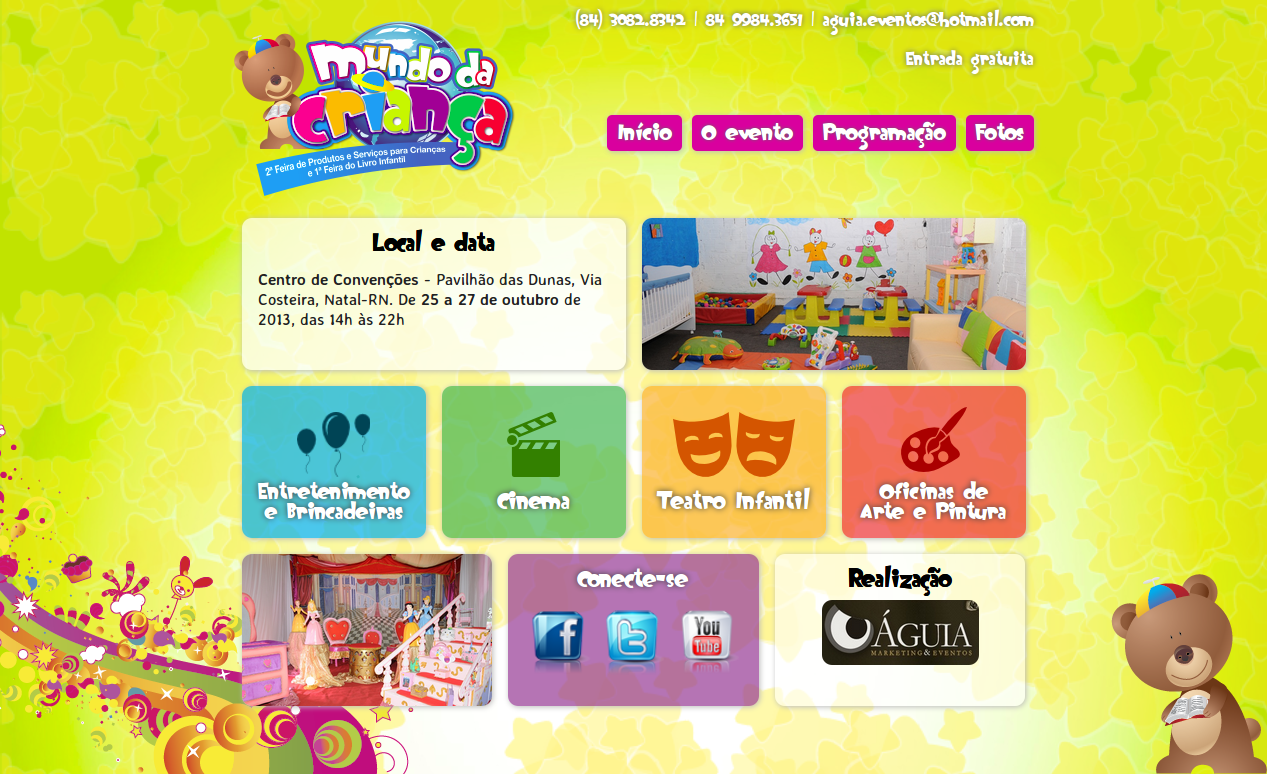 (84) 3082.8342 | 84 9984.3651 | aguia.eventos@hotmail.com
Entrada gratuita
mundo da
criança
2ª Feira de Produtos e Serviços para Crianças
e 1ª Feira do Livro Infantil
Início
O evento
Programação
Fotos
Local e data
Centro de Convenções - Pavilhão das Dunas, Via
Costeira, Natal-RN. De 25 a 27 de outubro de
2013, das 14h às 22h
Entretenimento
e Brincadeiras
Cinema
Teatro Infantil
Oficinas de
Arte e Pintura
Conecte-se
f
t
You
Tube
Realização
ÁGUIA
MARKETING&EVENTOS